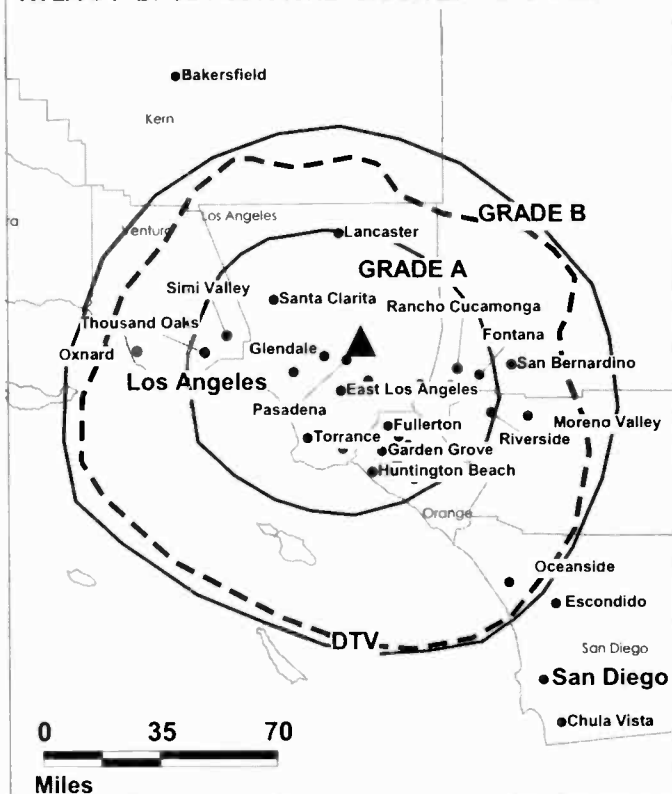 Bakersfield
Kern
GRADE B
Los Angeles
Ventura
Lancaster
GRADE A
Simi Valley
Santa Clarita
Rancho Cucamonga
Thousand Oaks
Fontana
Oxnard
Glendale
San Bernardino
Los Angeles
East Los Angeles
Pasadena
Fullerton
Moreno Valley
Torrance
Riverside
Garden Grove
Huntington Beach
Orange
Oceanside
Escondido
DTV
San Diego
San Diego
Chula Vista
0 35 70
Miles